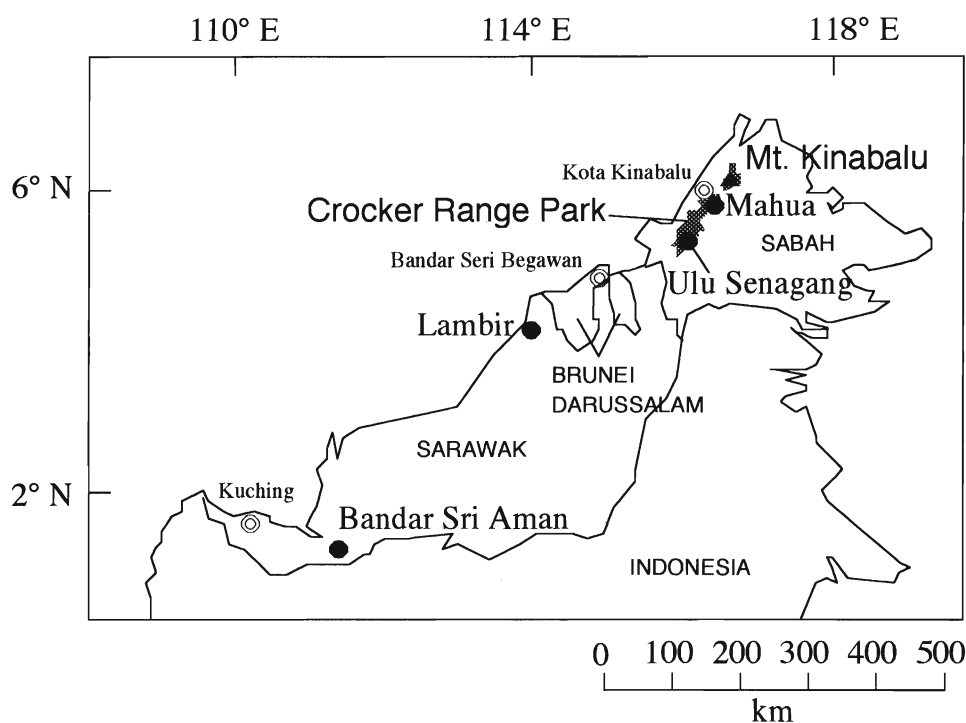 110° E 114° E 118° E
Mt. Kinabalu
Kota Kinabalu
6° N
Mahua
Crocker Range Park
SABAH
Bandar Seri Begawan
Ulu Senagang
Lambir
BRUNEI
DARUSSALAM
SARAWAK
Kuching
2° N
Bandar Sri Aman
INDONESIA
0 100 200 300 400 500
km